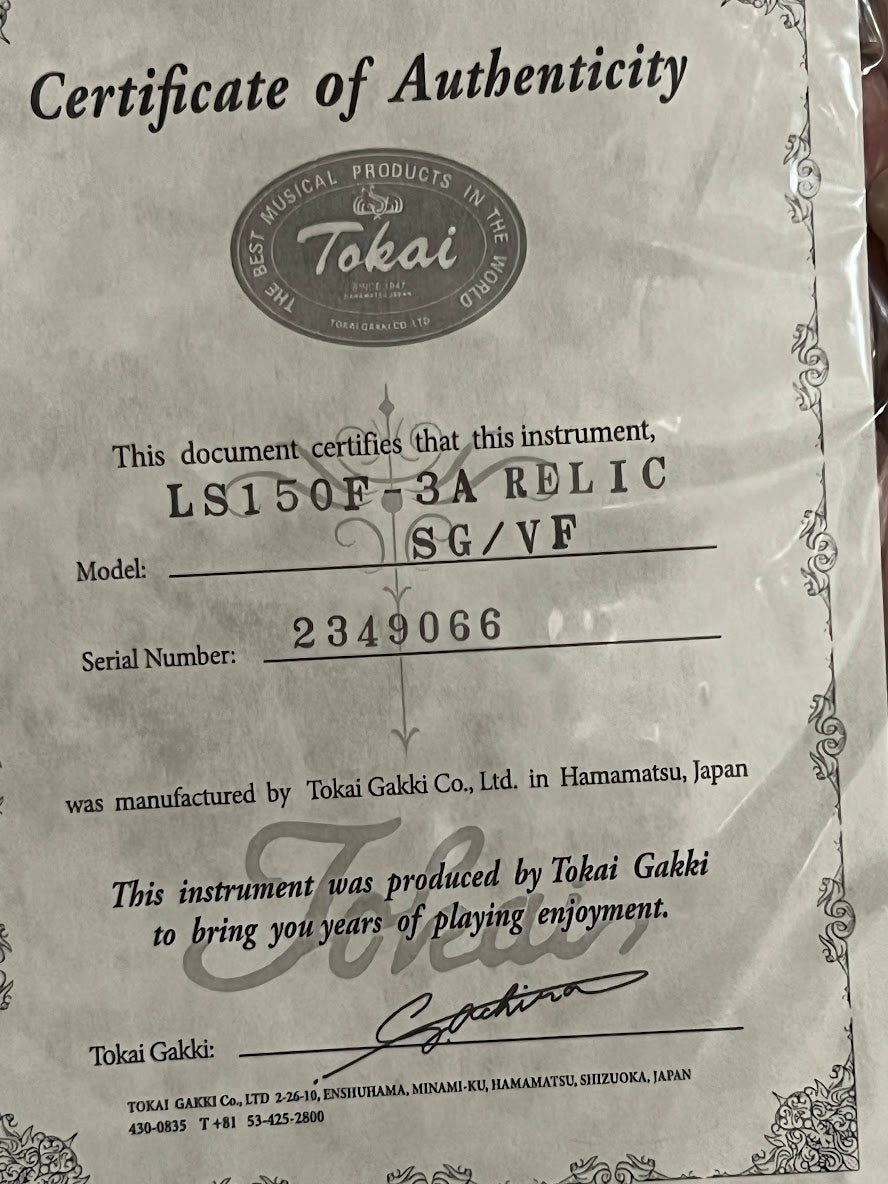 Certificate of Authenticity
THE BEST MUSICAL PRODUCTS IN THE WORLD
Tokai
SINCE 1947
HAMAMATSU JAPAN
TOKAI GAKKI CO. LTD
This document certifies that this instrument,
LS150F-3A RELIC
SG/VF
Model:
2349066
Serial Number:
was manufactured by Tokai Gakki Co., Ltd. in Hamamatsu, Japan
Tokai
This instrument was produced by Tokai Gakki
to bring you years of playing enjoyment.
Tokai Gakki:
TOKAI GAKKI Co., LTD 2-26-10, ENSHUHAMA, MINAMI-KU, HAMAMATSU, SHIZUOKA, JAPAN
430-0835 T +81 53-425-2800